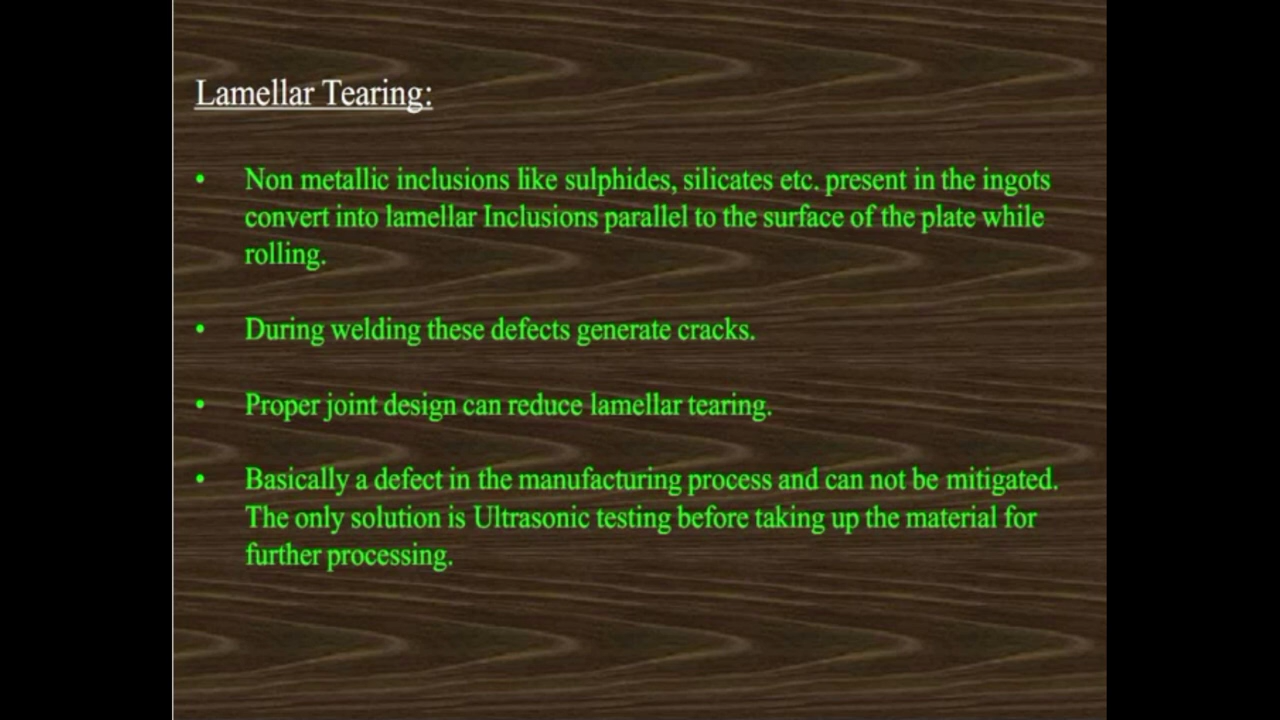 Lamellar Tearing:
• Non metallic inclusions like sulphides, silicates etc. present in the ingots
convert into lamellar Inclusions parallel to the surface of the plate while
rolling.
• During welding these defects generate cracks.
• Proper joint design can reduce lamellar tearing.
• Basically a defect in the manufacturing process and can not be mitigated.
The only solution is Ultrasonic testing before taking up the material for
further processing.